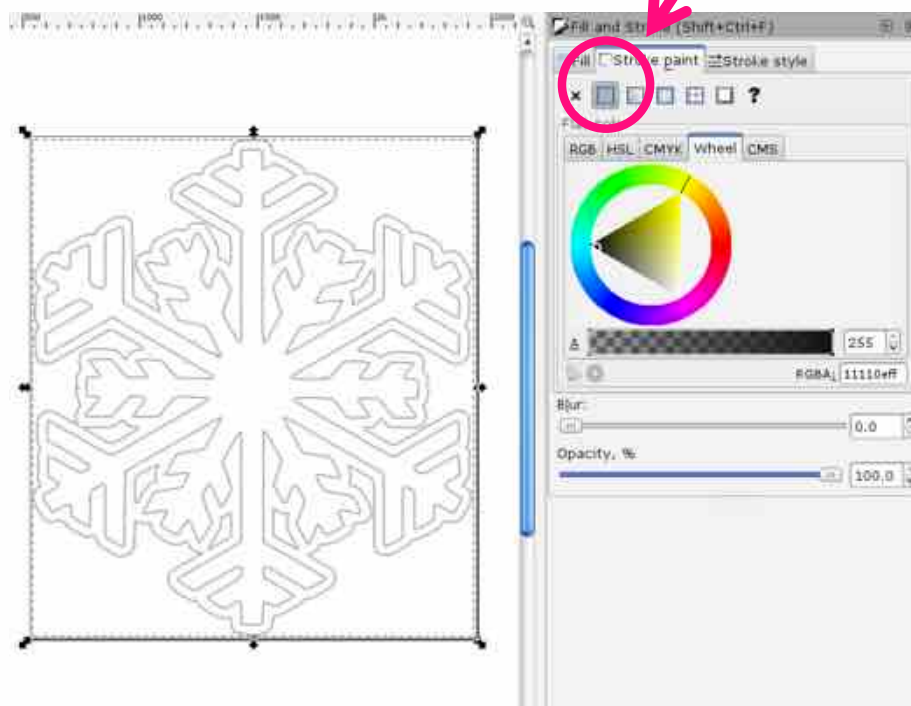 Fill and Stroke (Shift+Ctrl+F)
Fill Stroke paint Stroke style
?
RGB HSL CMYK Wheel CMS
A 255
RGBA: 11110eff
Blur:
0.0
Opacity, %
100.0